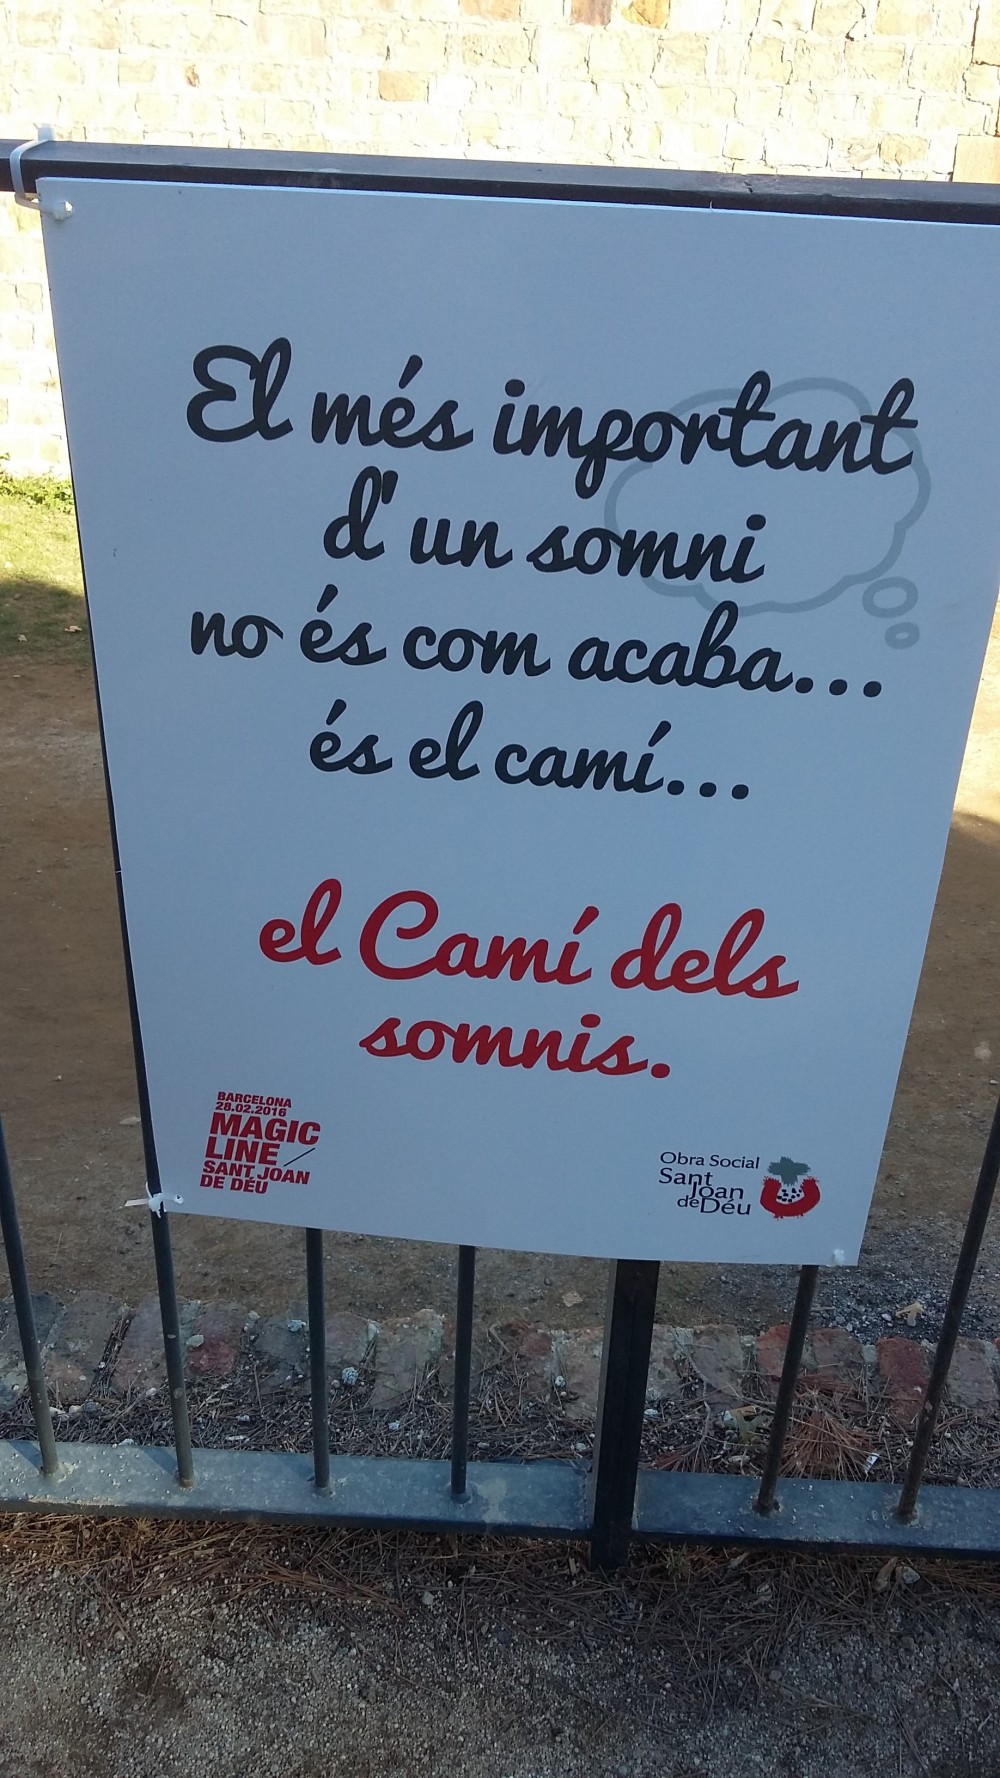 El més important
d'un somni
no és com acaba...
és el camí...
el Camí dels
somnis.
BARCELONA
28.02.2016
MAGIC
LINE /
SANT JOAN
DE DÉU
Obra Social
Sant
Joan
de Déu